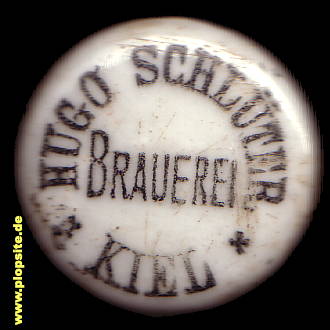 HUGO SCHLÜTER
BRAUEREI
* KIEL *
www.plopsite.de